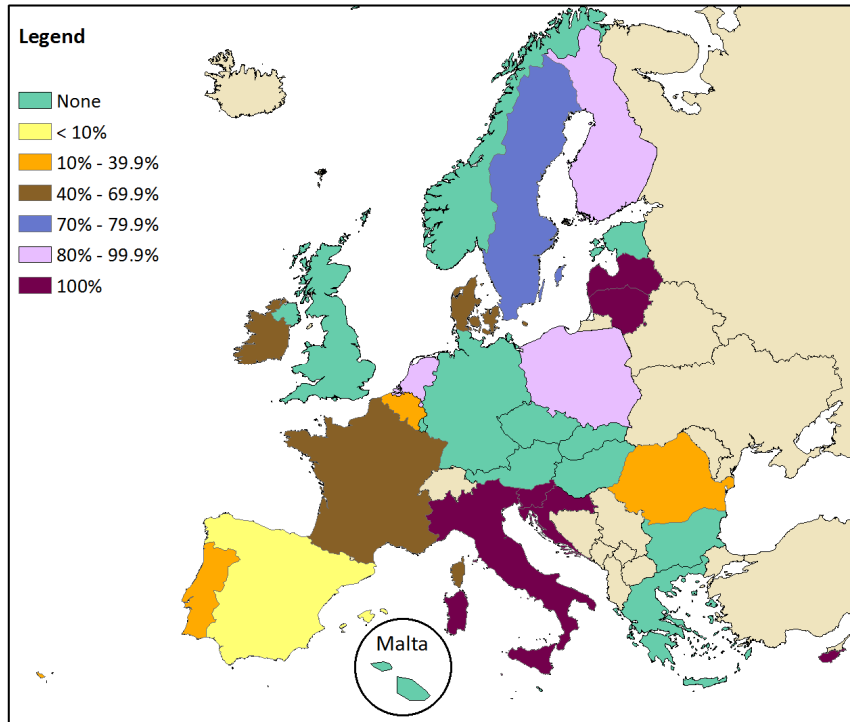 Legend
None
< 10%
10% - 39.9%
40% - 69.9%
70% - 79.9%
80% - 99.9%
100%
Malta